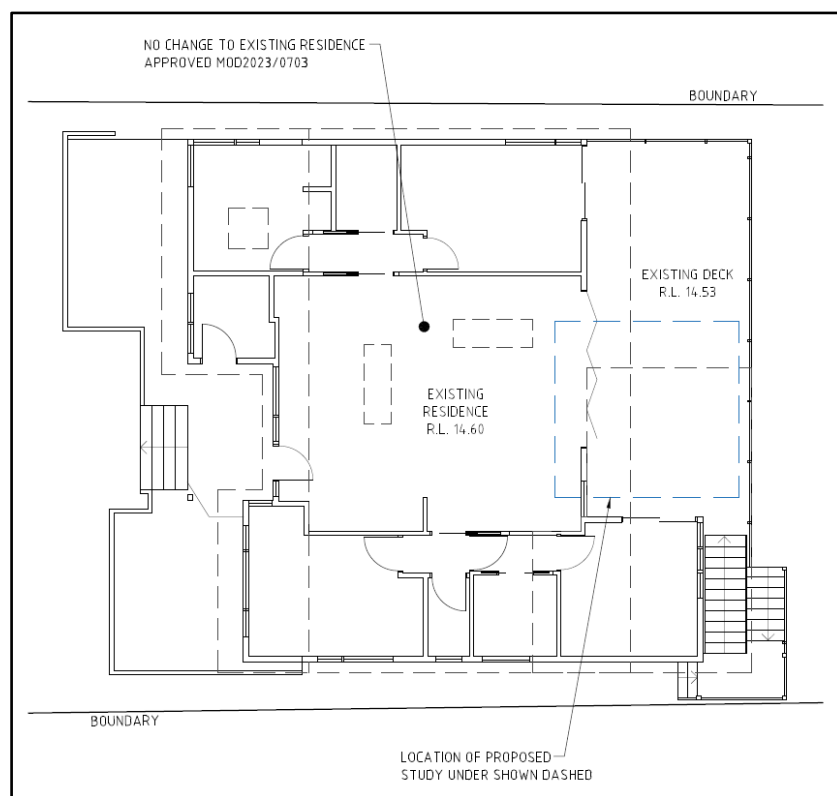 NO CHANGE TO EXISTING RESIDENCE
APPROVED MOD2023/0703
BOUNDARY
EXISTING DECK
R.L. 14.53
EXISTING
RESIDENCE
R.L. 14.60
BOUNDARY
LOCATION OF PROPOSED
STUDY UNDER SHOWN DASHED